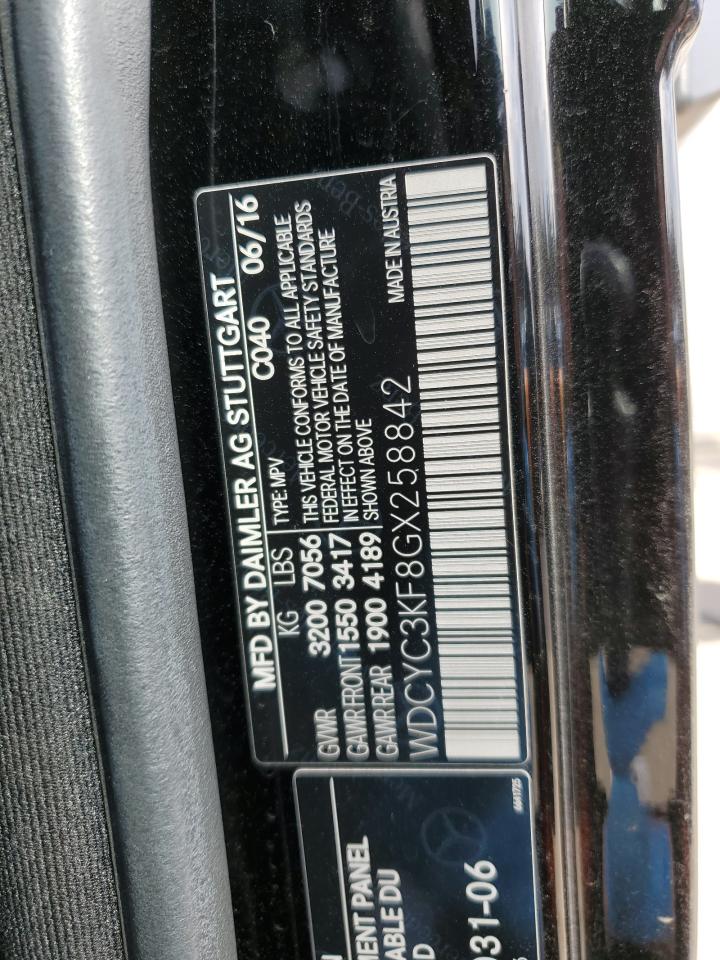 MFD BY DAIMLER AG STUTTGART
C040 06/16
KG LBS
TYPE: MPV
GVWR 3200 7056
GAWR FRONT 1550 3417
GAWR REAR 1900 4189
THIS VEHICLE CONFORMS TO ALL APPLICABLE
FEDERAL MOTOR VEHICLE SAFETY STANDARDS
IN EFFECT ON THE DATE OF MANUFACTURE
SHOWN ABOVE
MADE IN AUSTRIA
WDCYC3KF8GX258842
MENT PANEL
ABLE DU
D
031-06